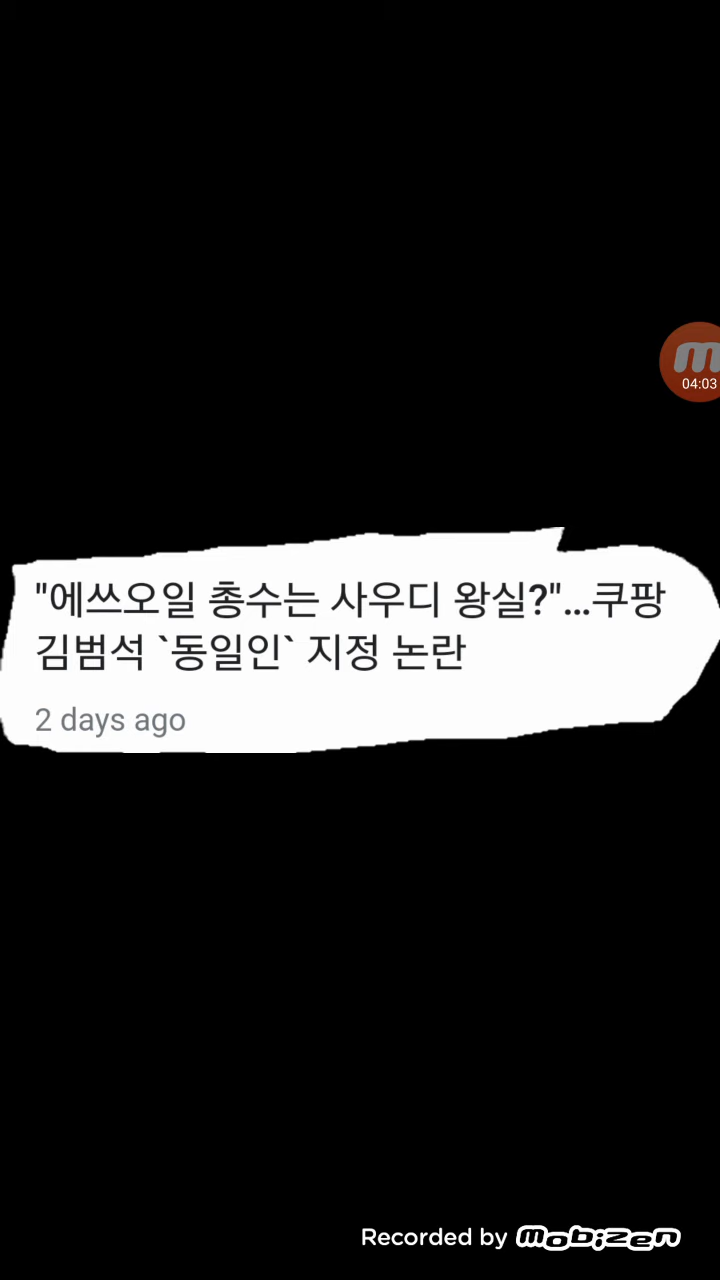 04:03
"에쓰오일 총수는 사우디 왕실?"...쿠팡
김범석 `동일인` 지정 논란
2 days ago
Recorded by Mobizen